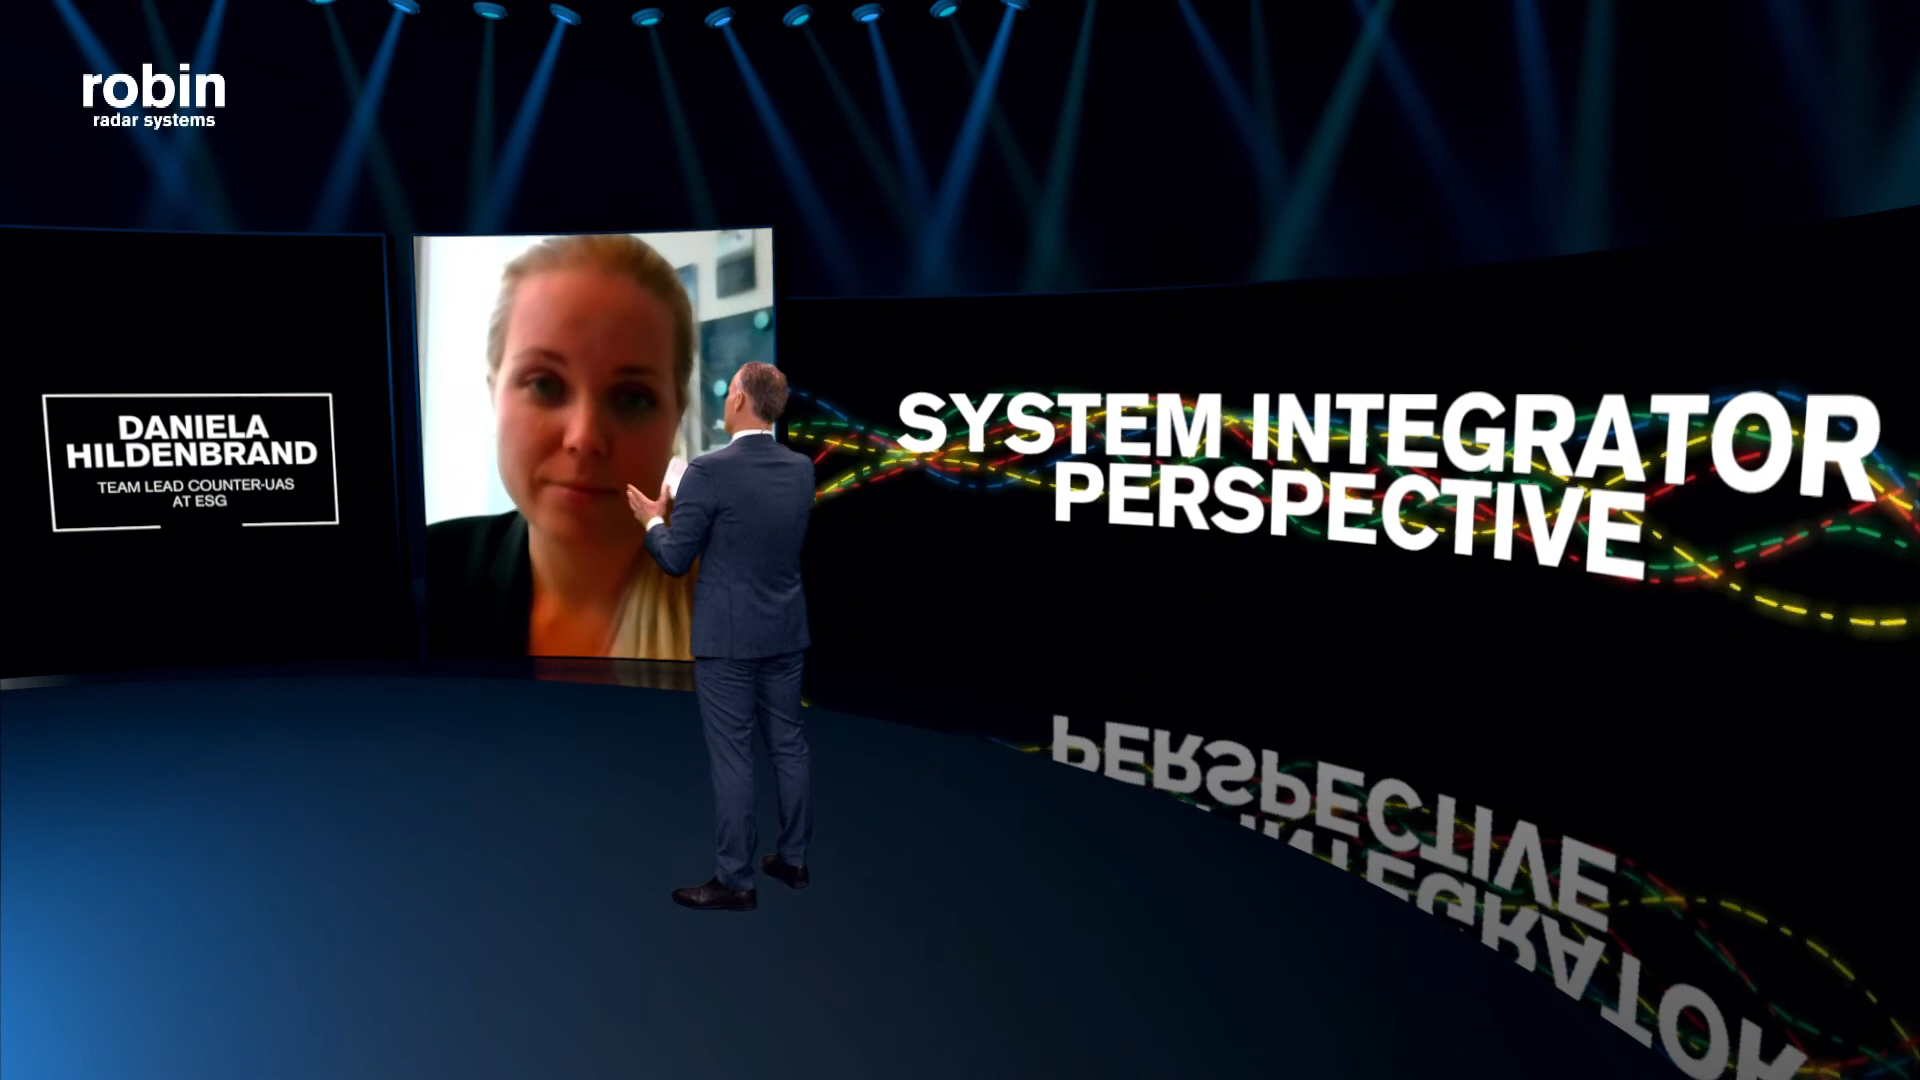 robin
radar systems
DANIELA
HILDENBRAND
TEAM LEAD COUNTER-UAS
AT ESG
SYSTEM INTEGRATOR
PERSPECTIVE